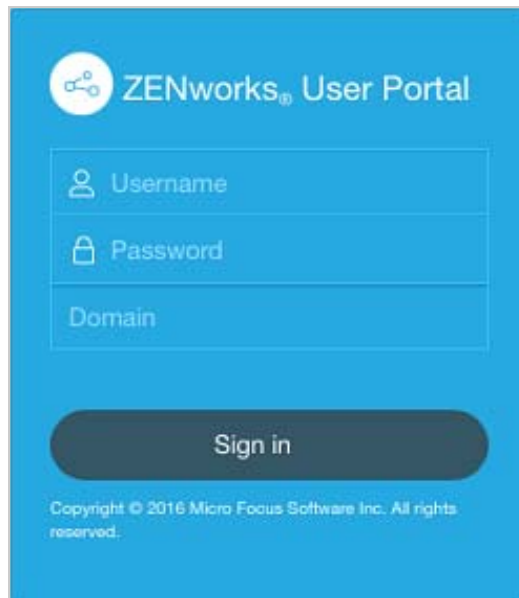 ZENworks® User Portal
Username
Password
Domain
Sign in
Copyright © 2016 Micro Focus Software Inc. All rights
reserved.